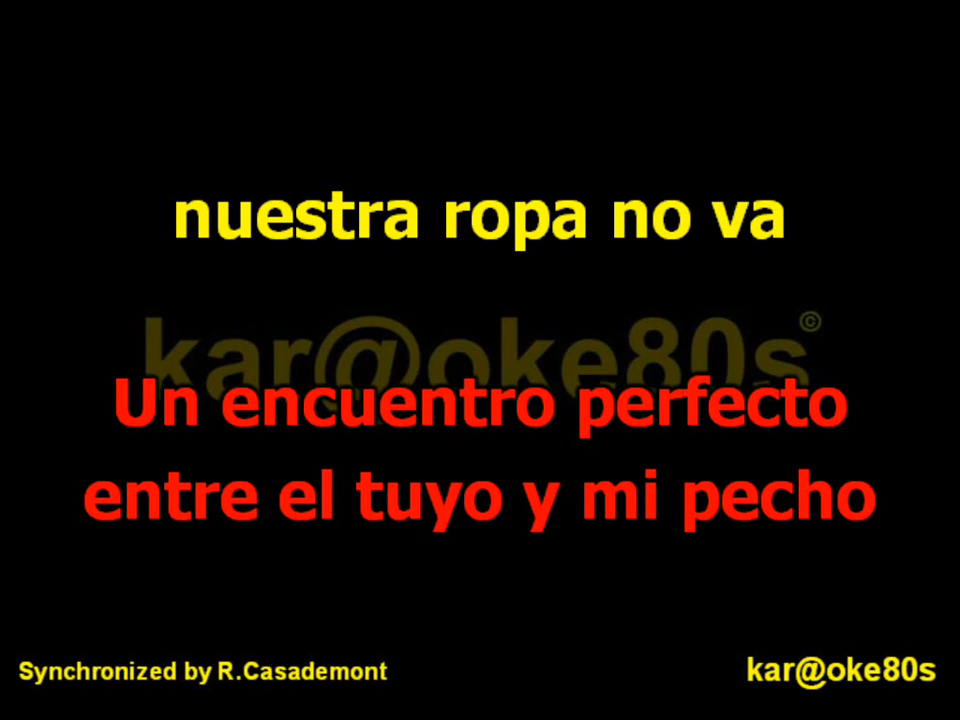 nuestra ropa no va
kar@oke80s©
Un encuentro perfecto
entre el tuyo y mi pecho
Synchronized by R.Casademont
kar@oke80s